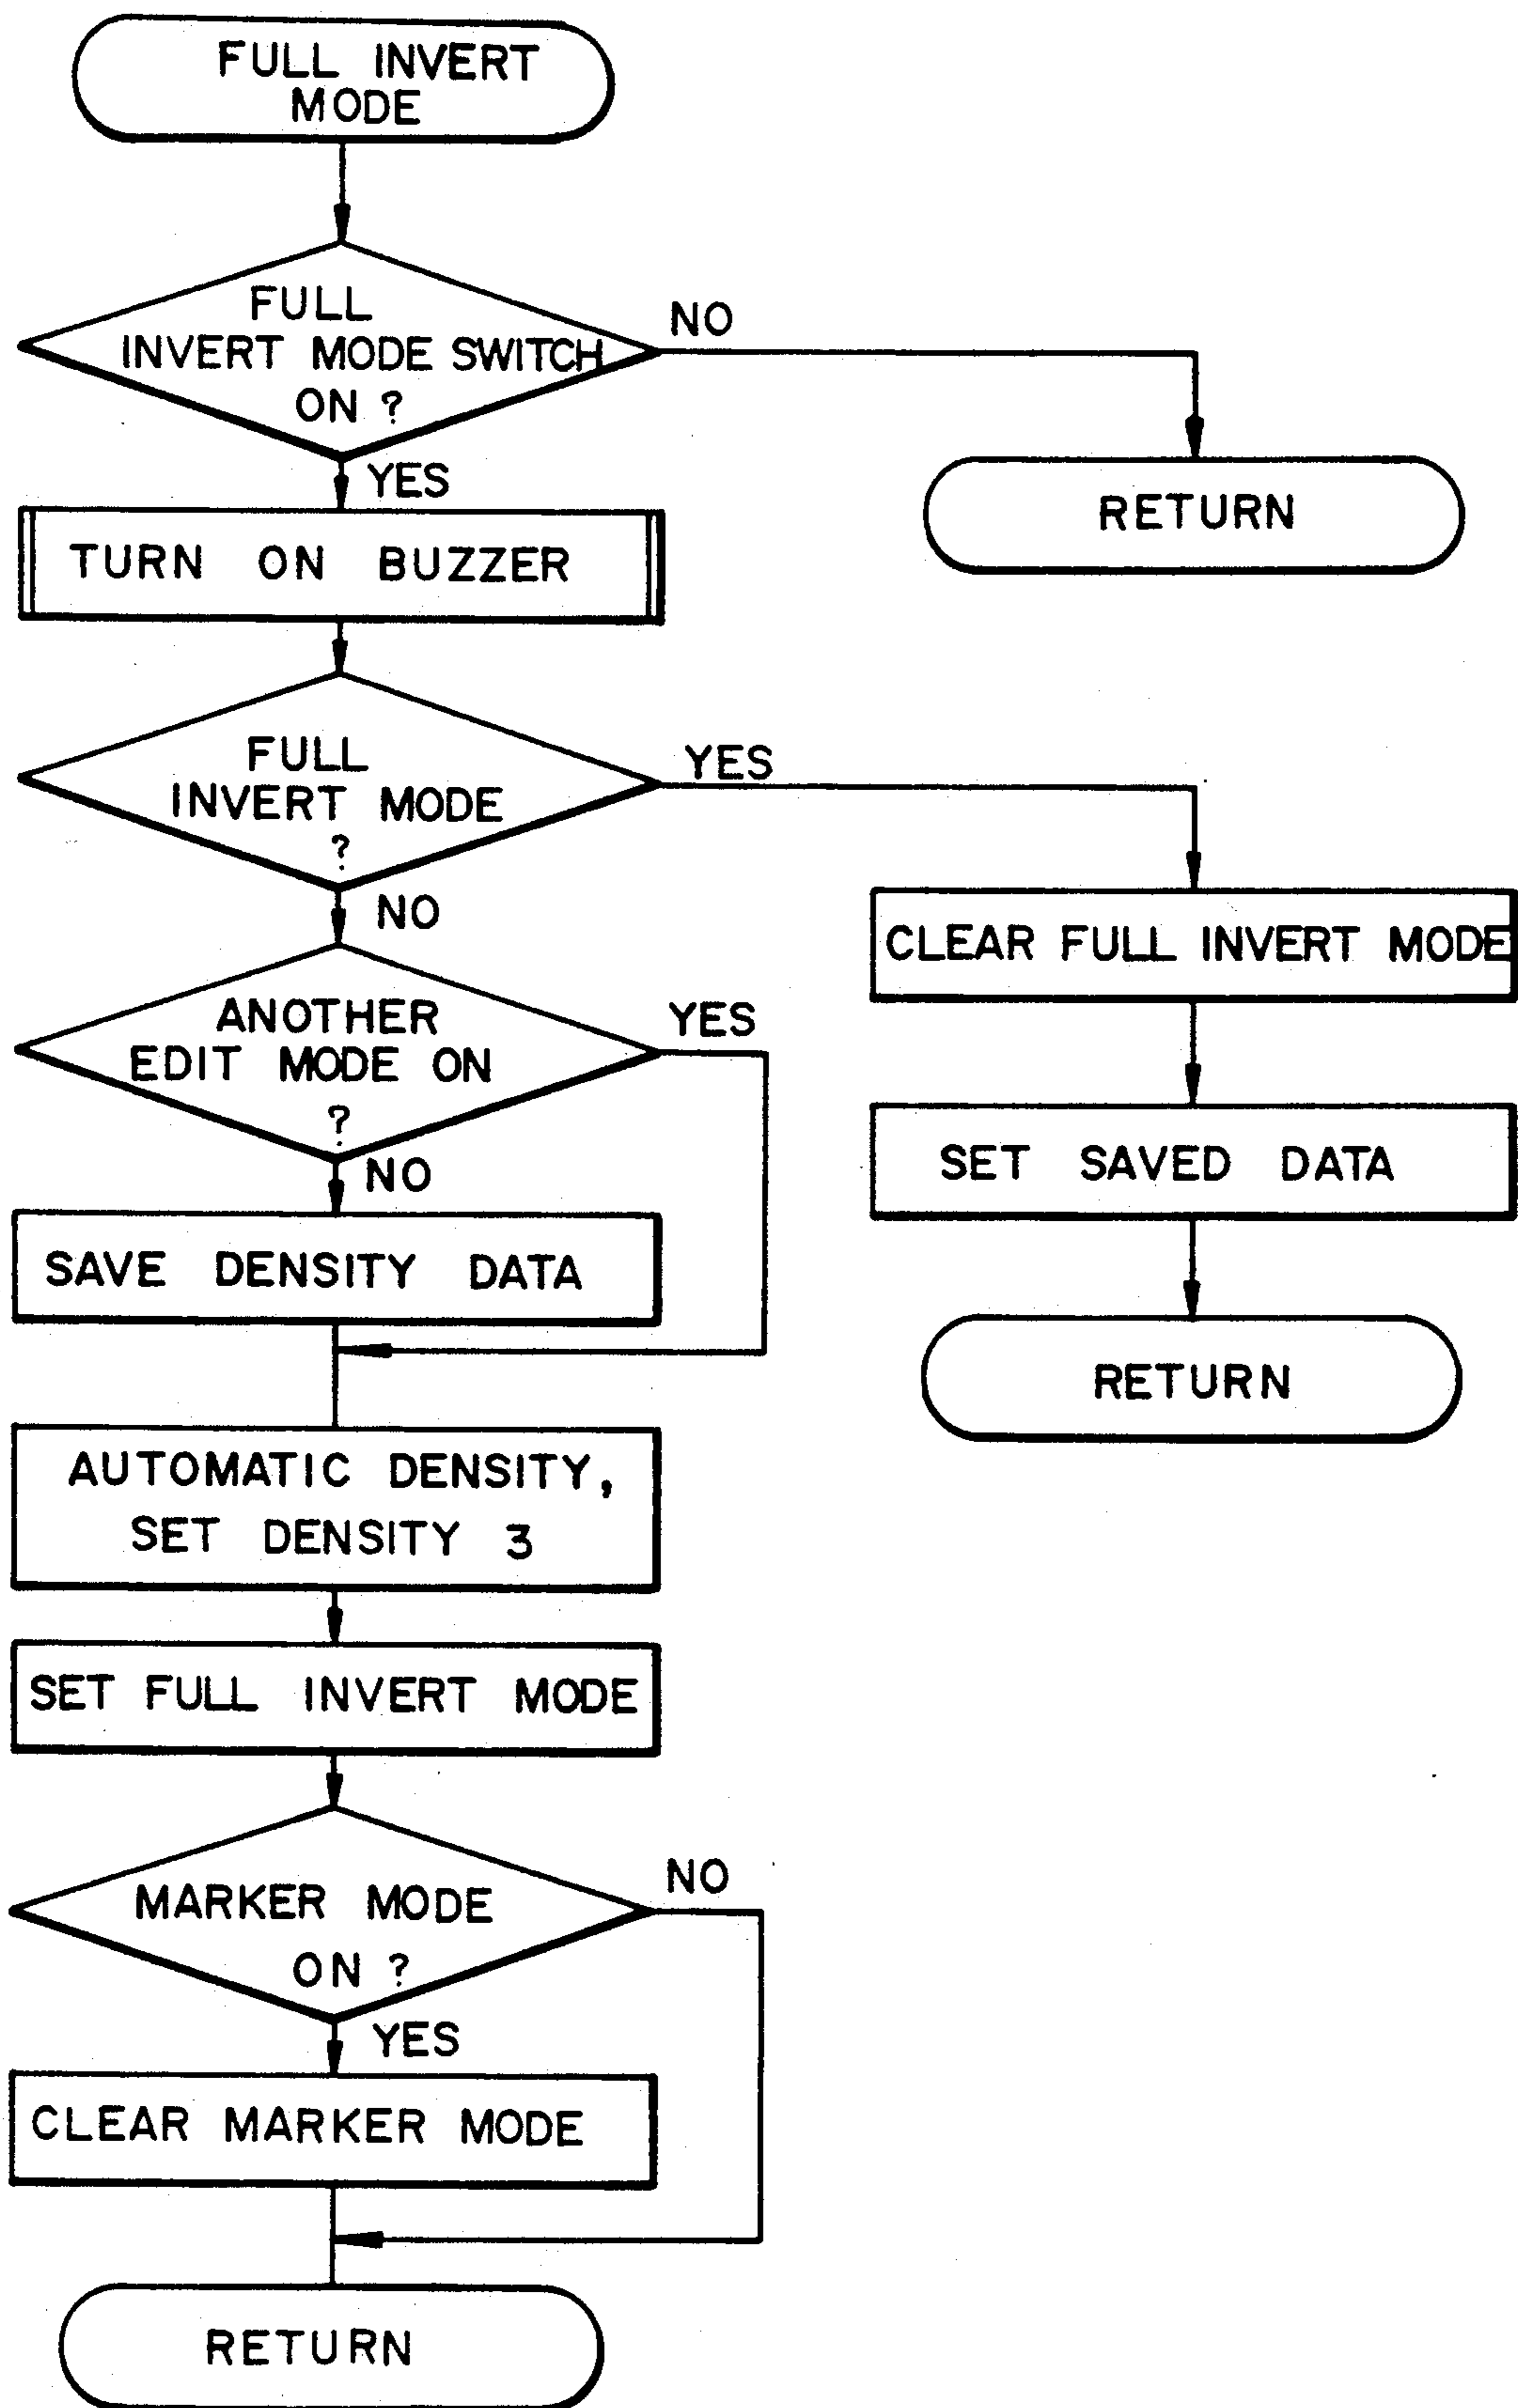 FULL INVERT
MODE
FULL
INVERT MODE SWITCH
ON ?
NO
YES
RETURN
TURN ON BUZZER
FULL
INVERT MODE
?
YES
NO
CLEAR FULL INVERT MODE
ANOTHER
EDIT MODE ON
?
YES
NO
SET SAVED DATA
SAVE DENSITY DATA
RETURN
AUTOMATIC DENSITY,
SET DENSITY 3
SET FULL INVERT MODE
MARKER MODE
ON ?
NO
YES
CLEAR MARKER MODE
RETURN